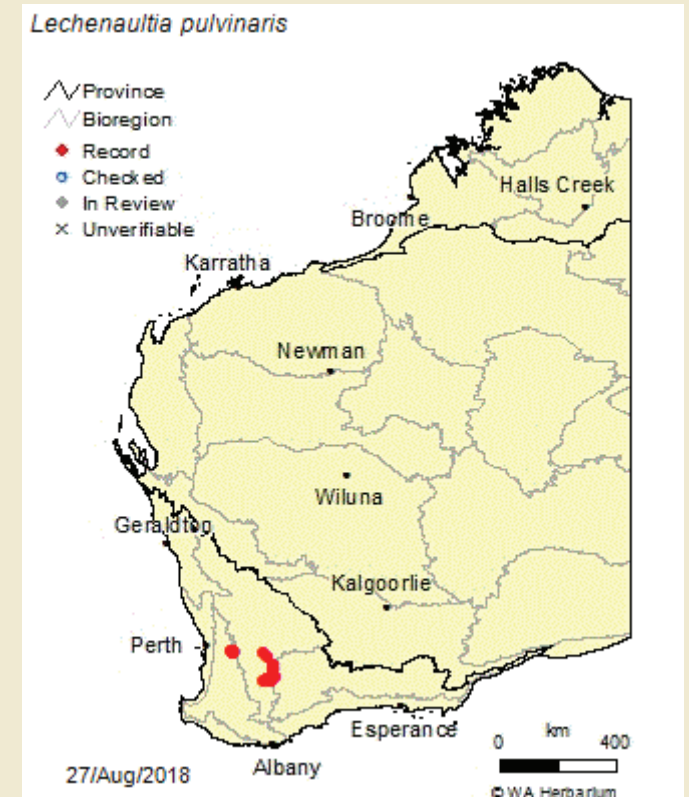 Lechenaultia pulvinaris
Province
Bioregion
Record
Checked
In Review
Unverifiable
Halls Creek
Broome
Karratha
Newman
Wiluna
Geraldton
Kalgoorlie
Perth
Esperance
0 km 400
27/Aug/2018
Albany
© WA Herbarium